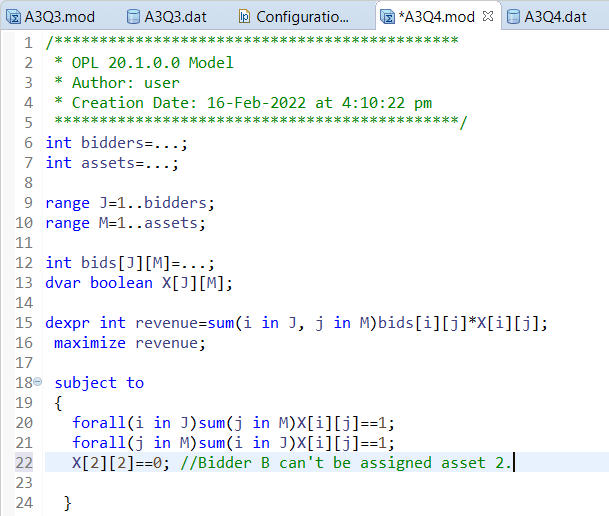 A3Q3.mod A3Q3.dat Configuratio... *A3Q4.mod A3Q4.dat
1 /********************************************
2 * OPL 20.1.0.0 Model
3 * Author: user
4 * Creation Date: 16-Feb-2022 at 4:10:22 pm
5 ********************************************/
6 int bidders=...;
7 int assets=...;
8
9 range J=1..bidders;
10 range M=1..assets;
11
12 int bids[J][M]=...;
13 dvar boolean X[J][M];
14
15 dexpr int revenue=sum(i in J, j in M)bids[i][j]*X[i][j];
16 maximize revenue;
17
18 subject to
19 {
20 forall(i in J)sum(j in M)X[i][j]==1;
21 forall(j in M)sum(i in J)X[i][j]==1;
22 X[2][2]==0; //Bidder B can't be assigned asset 2.
23
24 }